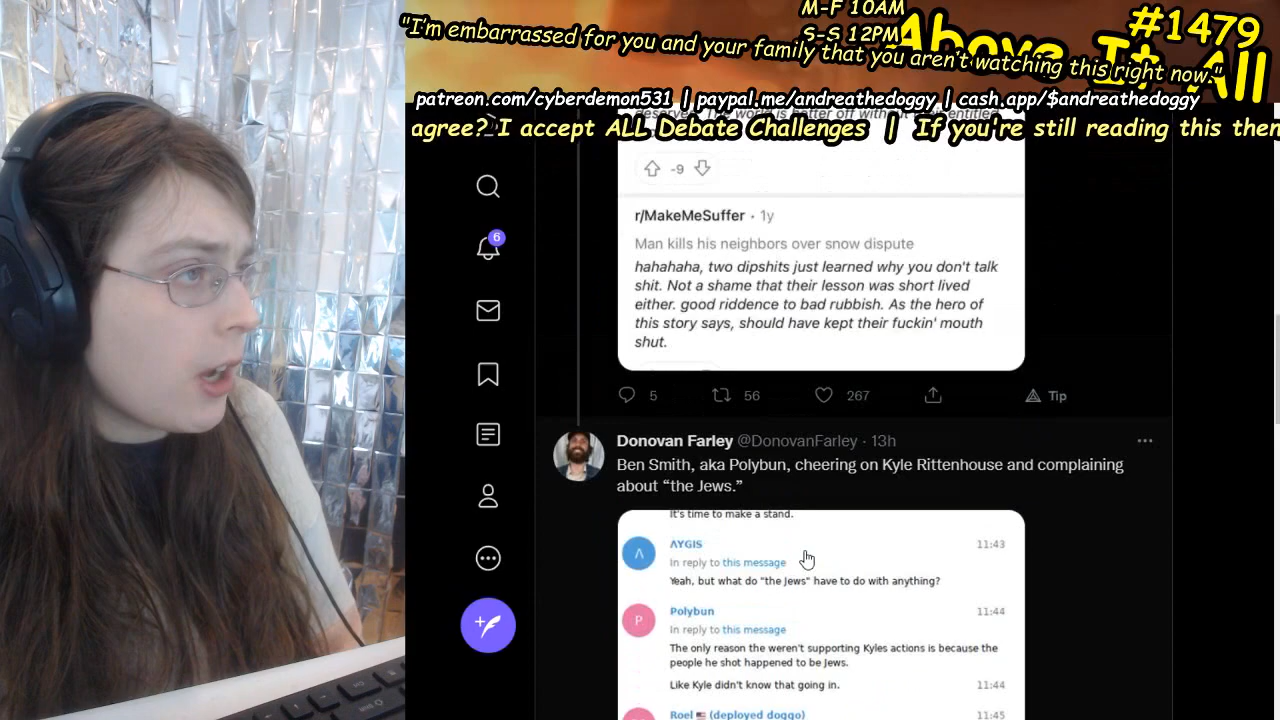 M-F 10AM
S-S 12PM
#1479
Above It All
"I'm embarrassed for you and your family that you aren't watching this right now."
patreon.com/cyberdemon531 | paypal.me/andreathedoggy | cash.app/$andreathedoggy
agree? I accept ALL Debate Challenges | If you're still reading this then
-9
r/MakeMeSuffer · 1y
Man kills his neighbors over snow dispute
hahahaha, two dipshits just learned why you don't talk
shit. Not a shame that their lesson was short lived
either. good riddence to bad rubbish. As the hero of
this story says, should have kept their fuckin' mouth
shut.
5 56 267 Tip
6
Donovan Farley @DonovanFarley · 13h
Ben Smith, aka Polybun, cheering on Kyle Rittenhouse and complaining
about “the Jews.”
It's time to make a stand.
ΛYGIS 11:43
In reply to this message
Yeah, but what do "the Jews" have to do with anything?
Polybun 11:44
In reply to this message
The only reason the weren't supporting Kyles actions is because the
people he shot happened to be Jews.
Like Kyle didn't know that going in. 11:44
Roel (deployed doggo) 11:45